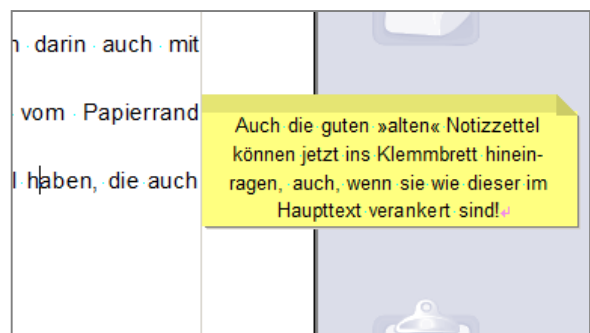 darin auch mit
vom Papierrand
haben, die auch
Auch die guten »alten« Notizzettel
können jetzt ins Klemmbrett hinein-
ragen, auch, wenn sie wie dieser im
Haupttext verankert sind!